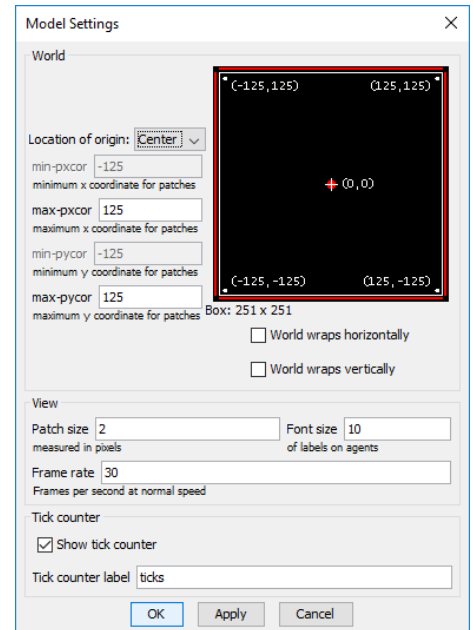 Model Settings
World
(-125,125) (125,125)
Location of origin: Center
min-pxcor -125
minimum x coordinate for patches
(0,0)
max-pxcor 125
maximum x coordinate for patches
min-pycor -125
minimum y coordinate for patches
(-125,-125) (125,-125)
max-pycor 125
maximum y coordinate for patches
Box: 251 x 251
World wraps horizontally
World wraps vertically
View
Patch size 2 Font size 10
measured in pixels of labels on agents
Frame rate 30
Frames per second at normal speed
Tick counter
Show tick counter
Tick counter label ticks
OK Apply Cancel